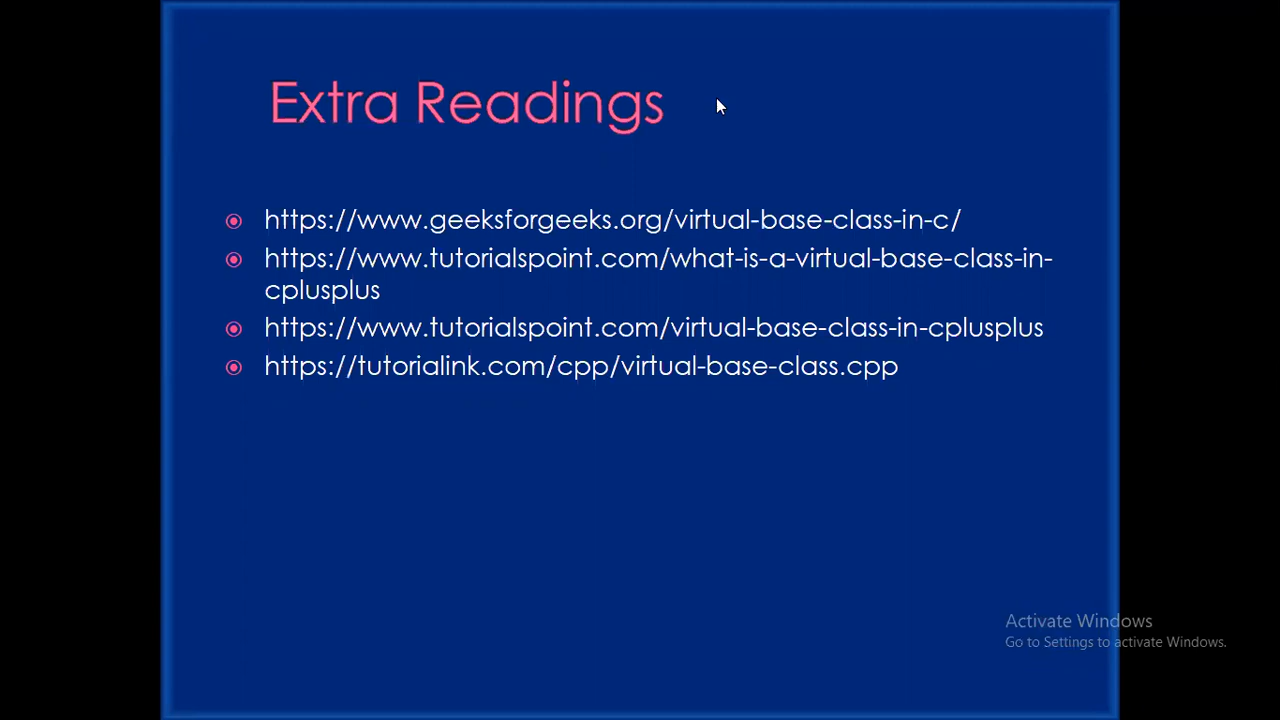 Extra Readings
https://www.geeksforgeeks.org/virtual-base-class-in-c/
https://www.tutorialspoint.com/what-is-a-virtual-base-class-in-
cplusplus
https://www.tutorialspoint.com/virtual-base-class-in-cplusplus
https://tutorialink.com/cpp/virtual-base-class.cpp
Activate Windows
Go to Settings to activate Windows.